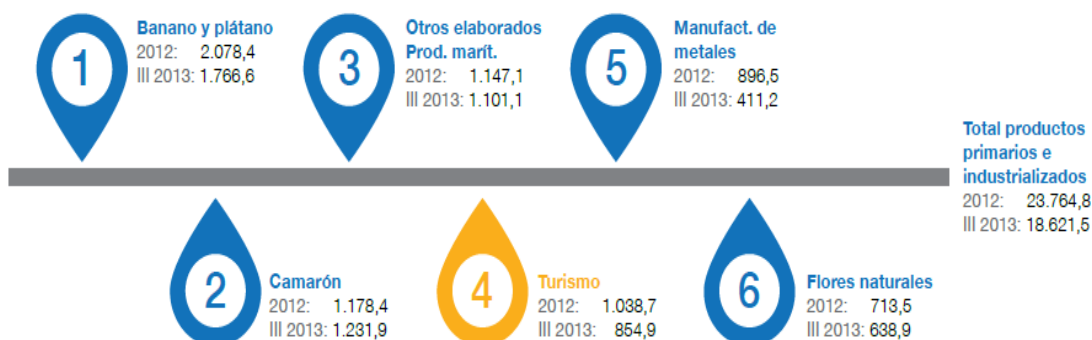 1
Banano y plátano
2012: 2.078,4
III 2013: 1.766,6
3
Otros elaborados
Prod. marít.
2012: 1.147,1
III 2013: 1.101,1
5
Manufact. de
metales
2012: 896,5
III 2013: 411,2
Total productos
primarios e
industrializados
2012: 23.764,8
III 2013: 18.621,5
2
Camarón
2012: 1.178,4
III 2013: 1.231,9
4
Turismo
2012: 1.038,7
III 2013: 854,9
6
Flores naturales
2012: 713,5
III 2013: 638,9